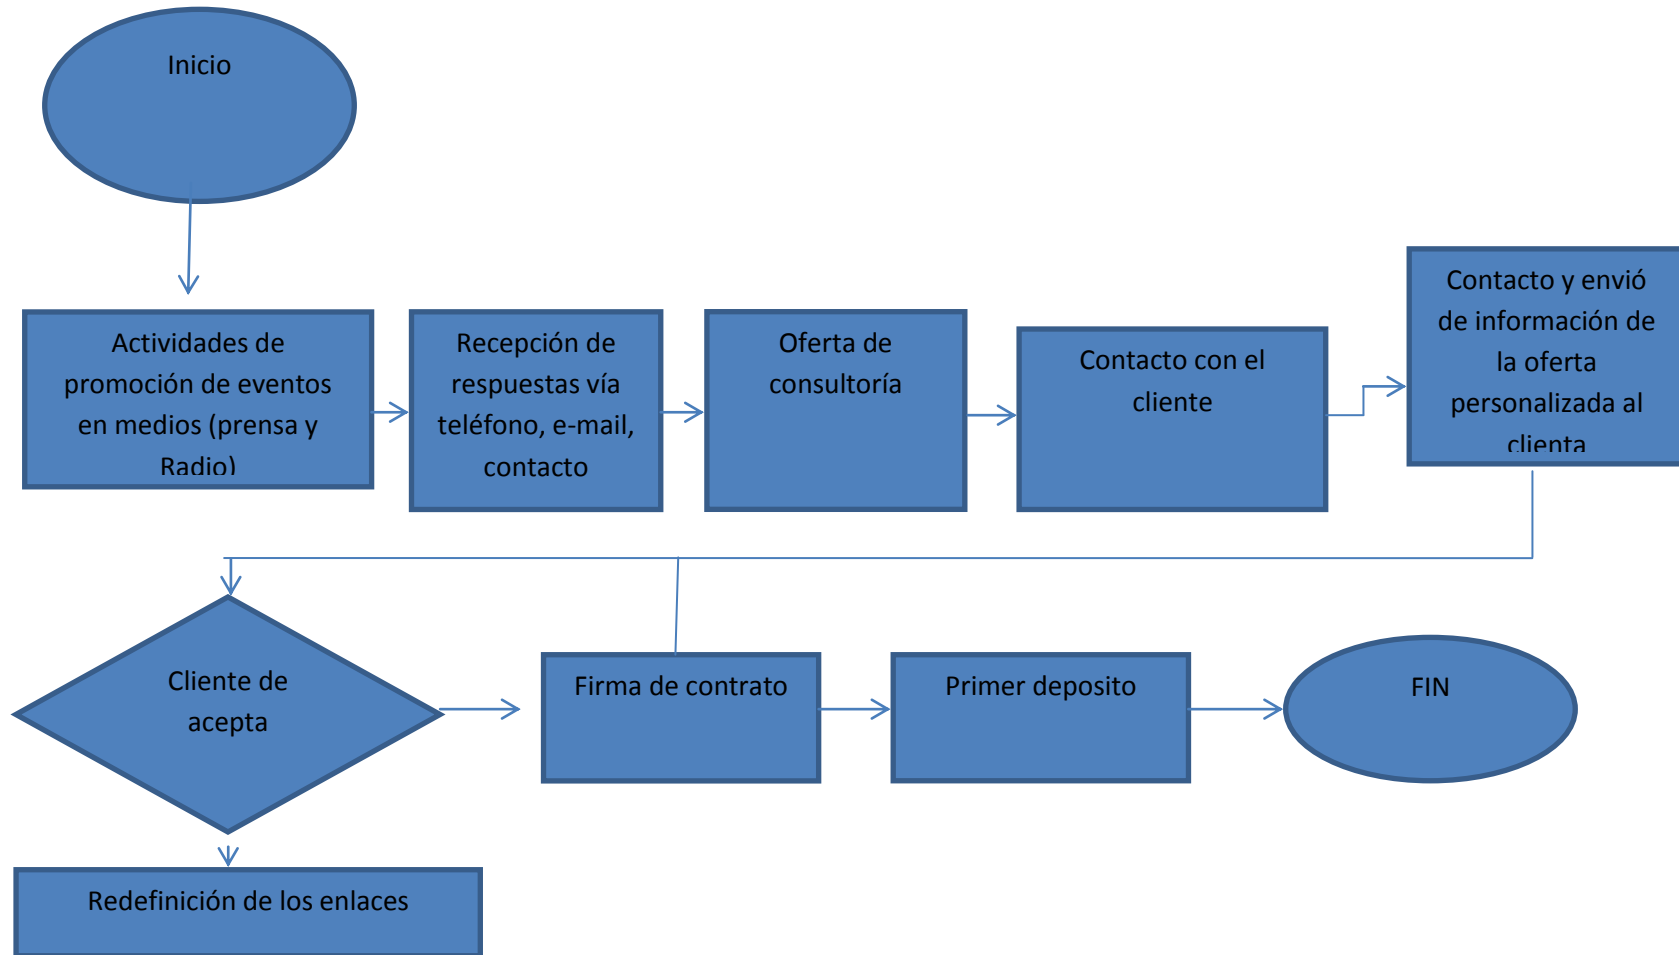 Inicio
Actividades de
promoción de eventos
en medios (prensa y
Radio)
Recepción de
respuestas vía
teléfono, e-mail,
contacto
Oferta de
consultoría
Contacto con el
cliente
Contacto y envió
de información de
la oferta
personalizada al
clienta
Cliente de
acepta
Firma de contrato
Primer deposito
FIN
Redefinición de los enlaces